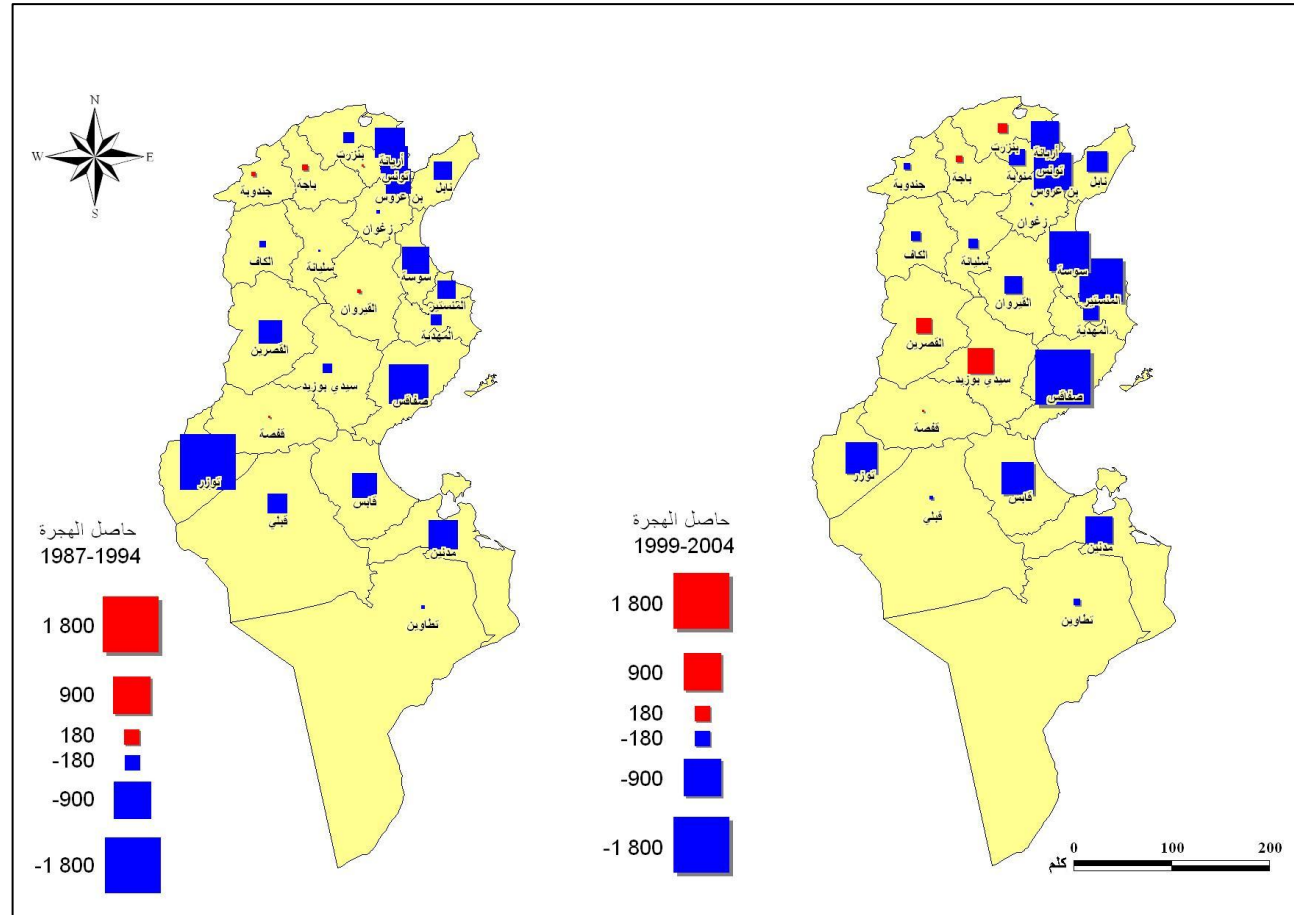 N
W
E
S
بنزرت
أريانة
تونس
بن عروس
نابل
باجة
جندوبة
زغوان
الكاف
سليانة
سوسة
القيروان
المنستير
المهدية
القصرين
سيدي بوزيد
صفاقس
قفصة
توزر
قبلي
قابس
مدنين
تطاوين
حاصل الهجرة
1987-1994
1 800
900
180
-180
-900
-1 800
بنزرت
أريانة
منوبة
تونس
بن عروس
نابل
باجة
جندوبة
زغوان
الكاف
سليانة
سوسة
القيروان
المنستير
المهدية
القصرين
سيدي بوزيد
صفاقس
قفصة
توزر
قبلي
قابس
مدنين
تطاوين
حاصل الهجرة
1999-2004
1 800
900
180
-180
-900
-1 800
0 100 200
كلم